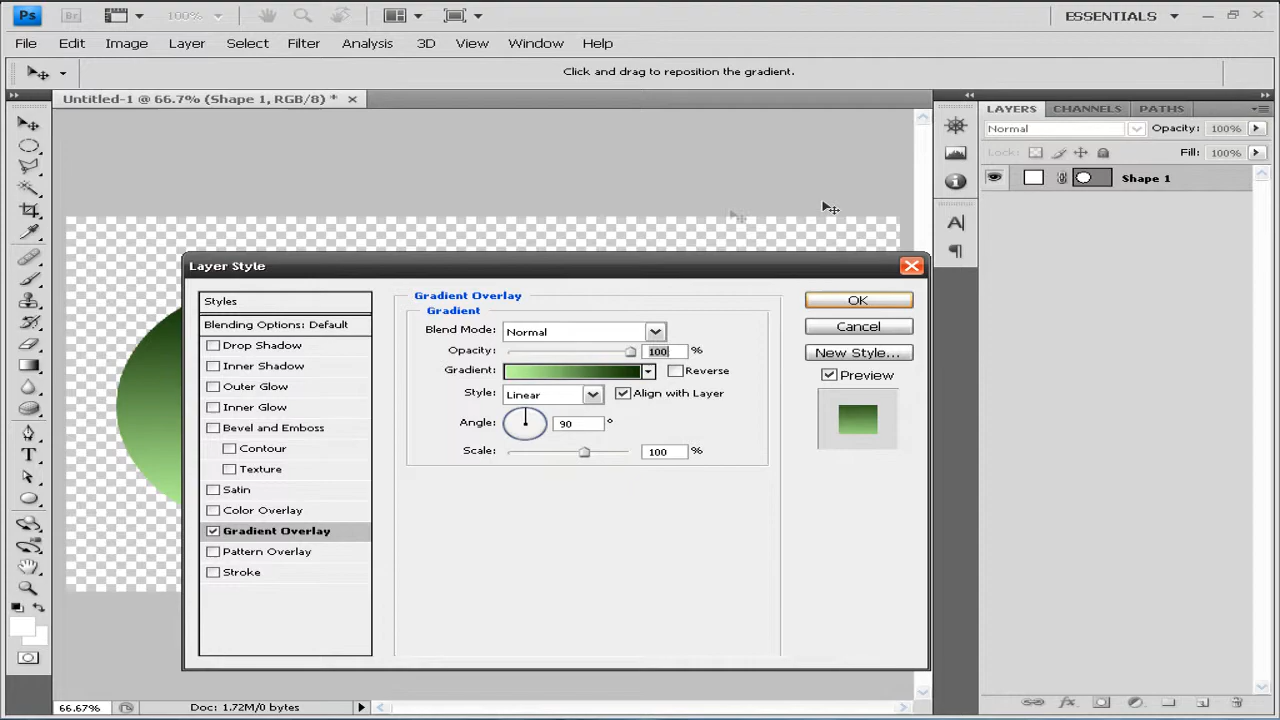 Ps Br 100% ESSENTIALS
File Edit Image Layer Select Filter Analysis 3D View Window Help
Click and drag to reposition the gradient.
Untitled-1 @ 66.7% (Shape 1, RGB/8) *
LAYERS CHANNELS PATHS
Normal Opacity: 100%
Lock: Fill: 100%
Shape 1
Layer Style
Styles
Blending Options: Default
Drop Shadow
Inner Shadow
Outer Glow
Inner Glow
Bevel and Emboss
Contour
Texture
Satin
Color Overlay
Gradient Overlay
Pattern Overlay
Stroke
Gradient Overlay
Gradient
Blend Mode: Normal
Opacity: 100 %
Gradient: Reverse
Style: Linear Align with Layer
Angle: 90 °
Scale: 100 %
OK
Cancel
New Style...
Preview
66.67% Doc: 1.72M/0 bytes